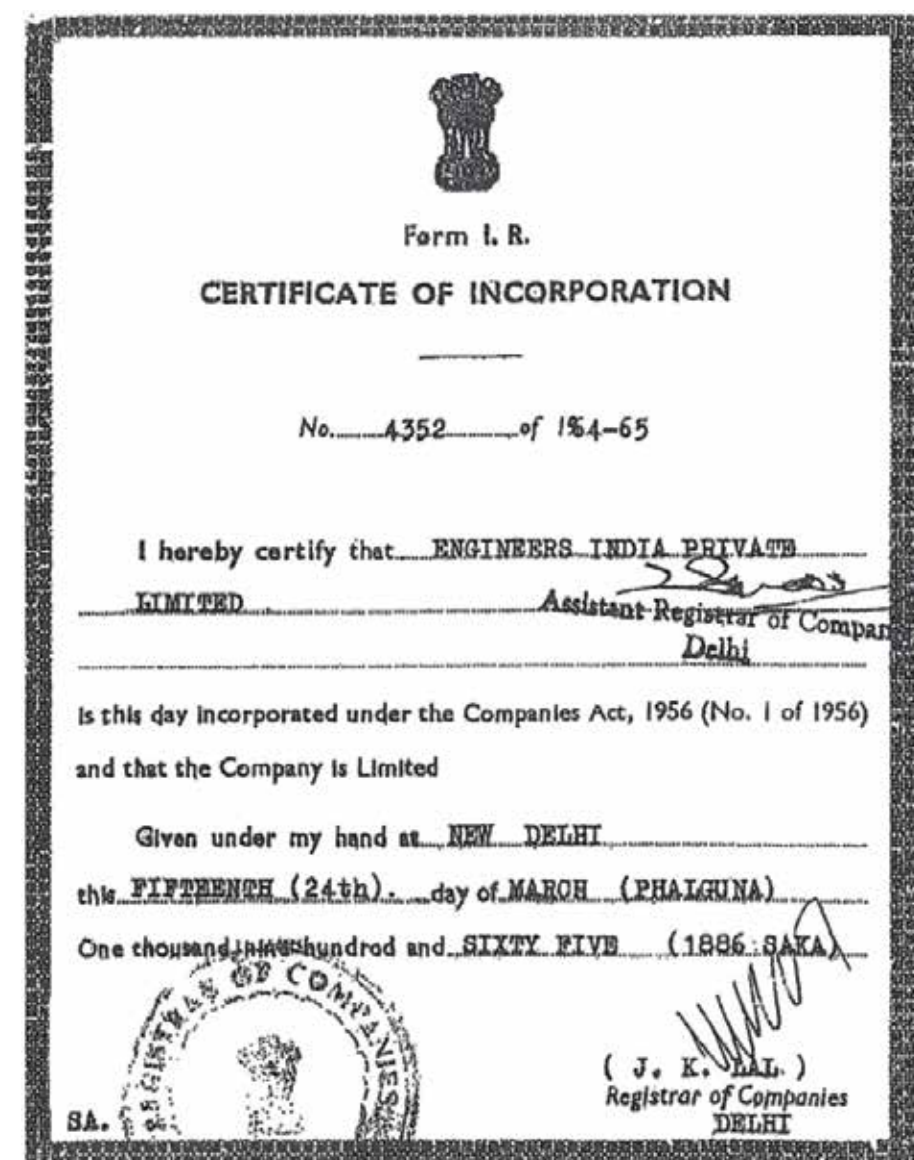 Form I. R.
CERTIFICATE OF INCORPORATION
No. 4352 of 1964-65
I hereby certify that ENGINEERS INDIA PRIVATE
LIMITED
Assistant Registrar of Compan
Delhi
is this day incorporated under the Companies Act, 1956 (No. 1 of 1956)
and that the Company is Limited
Given under my hand at NEW DELHI
this FIFTEENTH (24th). day of MARCH (PHALGUNA)
One thousand nine hundred and SIXTY FIVE (1886 SAKA)
REGISTRAR OF COMPANIES
( J. K. LAL )
Registrar of Companies
SA.
DELHI